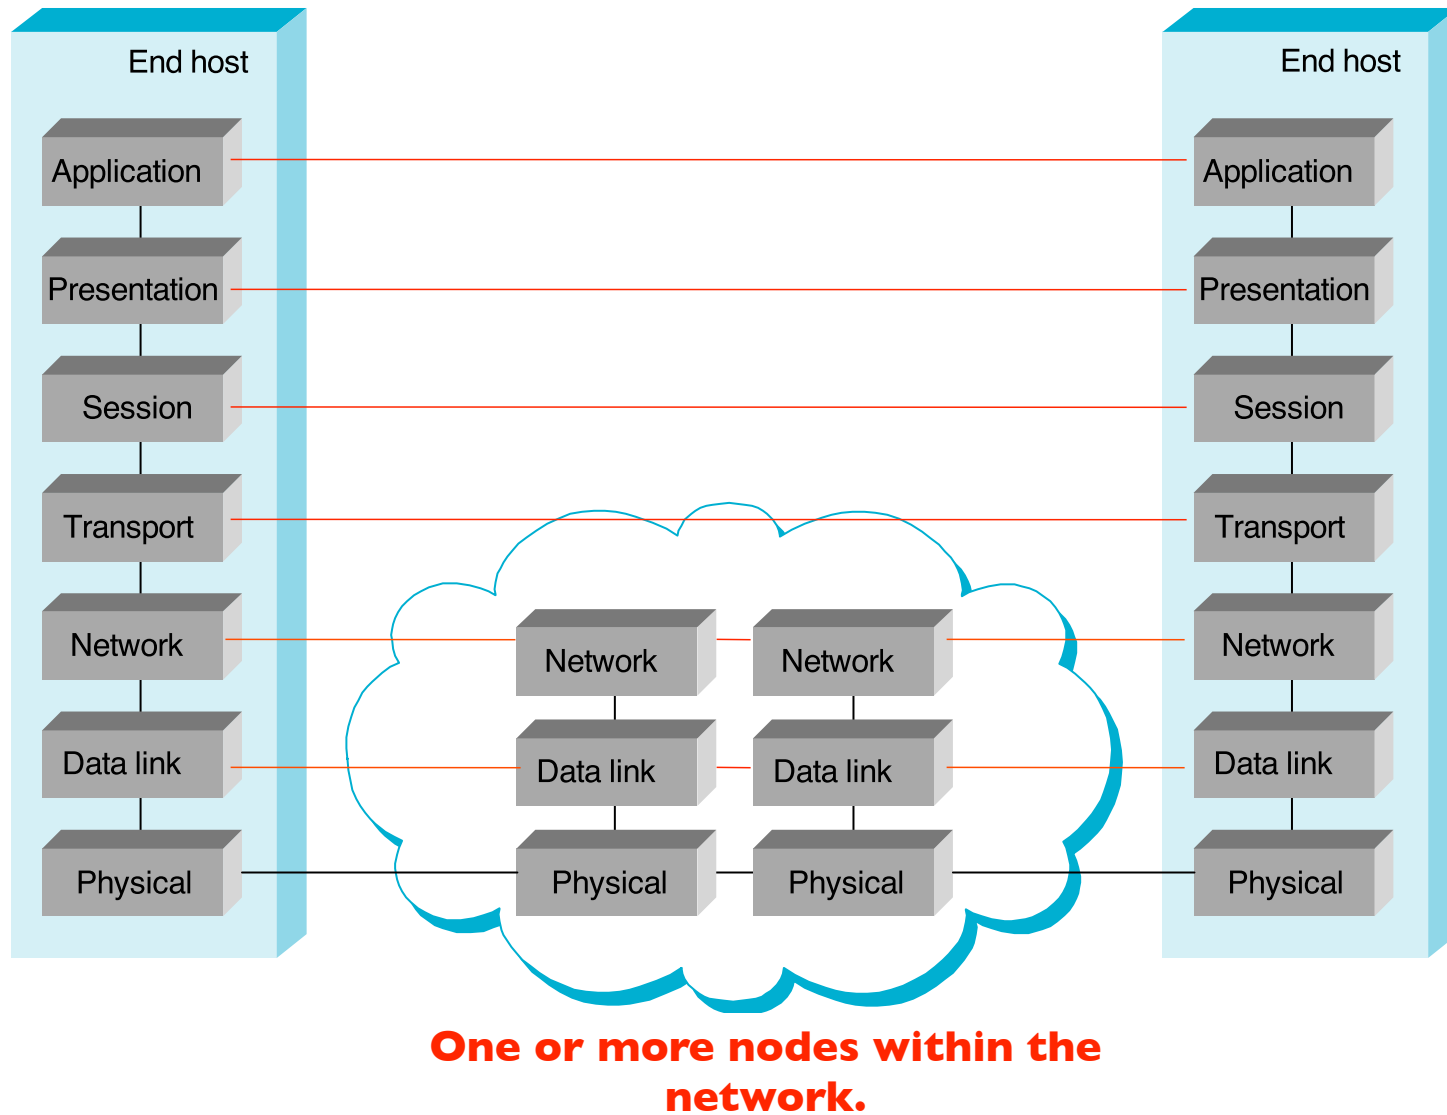 End host
End host
Application
Application
Presentation
Presentation
Session
Session
Transport
Transport
Network
Network
Network
Network
Data link
Data link
Data link
Data link
Physical
Physical
Physical
Physical
One or more nodes within the
network.